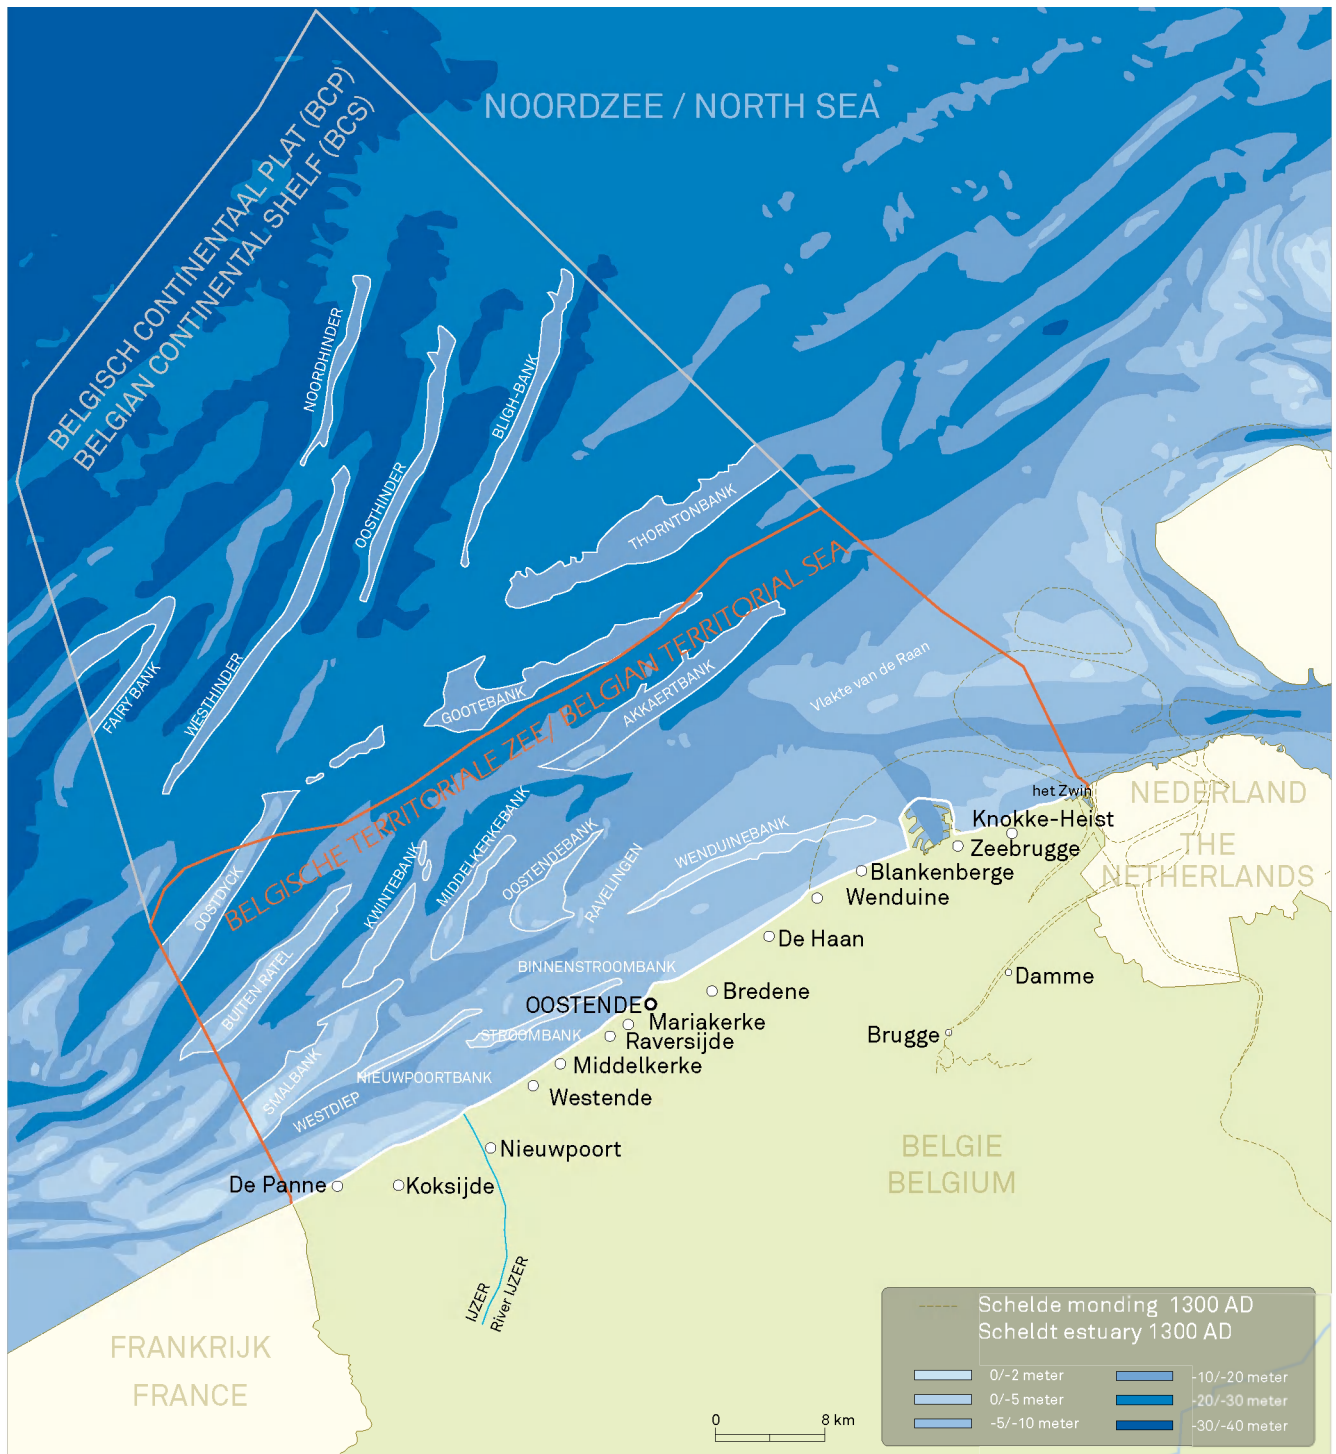 NOORDZEE / NORTH SEA
BELGISCH CONTINENTAAL PLAT (BCP)
BELGIAN CONTINENTAL SHELF (BCS)
NOORDHINDER
OOSTHINDER
BLIGH-BANK
THORNTONBANK
FAIRY BANK
WESTHINDER
GOOTEBANK
AKKAERTBANK
BELGISCHE TERRITORIALE ZEE/ BELGIAN TERRITORIAL SEA
Vlakte van de Raan
OOSTDYCK
BUITEN RATEL
KWINTEBANK
MIDDELKERKEBANK
OOSTENDEBANK
RAVELINGEN
WENDUINEBANK
BINNENSTROOMBANK
STROOMBANK
SMALBANK
NIEUWPOORTBANK
WESTDIEP
het Zwin
Knokke-Heist
Zeebrugge
Blankenberge
Wenduine
De Haan
Bredene
OOSTENDE
Mariakerke
Raversijde
Middelkerke
Westende
Nieuwpoort
De Panne
Koksijde
Damme
Brugge
NEDERLAND
THE
NETHERLANDS
BELGIE
BELGIUM
IJZER
River IJZER
FRANKRIJK
FRANCE
Schelde monding 1300 AD
Scheldt estuary 1300 AD
0/-2 meter
0/-5 meter
-5/-10 meter
-10/-20 meter
-20/-30 meter
-30/-40 meter
0 8 km